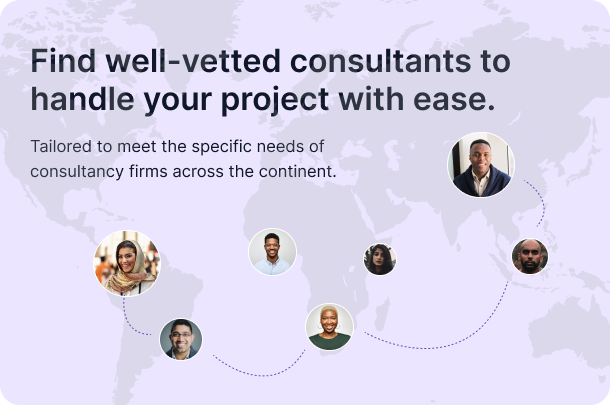 Find well-vetted consultants to
handle your project with ease.
Tailored to meet the specific needs of
consultancy firms across the continent.